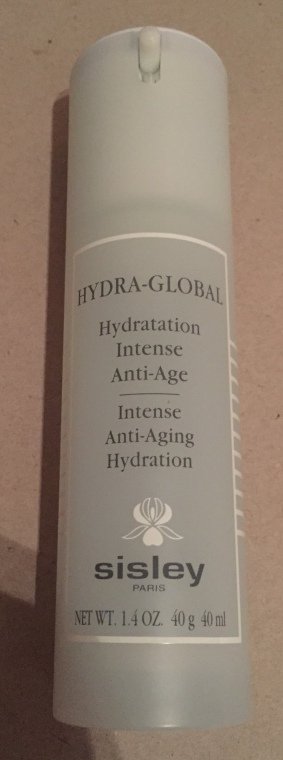 HYDRA-GLOBAL
Hydratation
Intense
Anti-Age
Intense
Anti-Aging
Hydration
sisley
PARIS
NET WT. 1.4 OZ. 40 g 40 ml